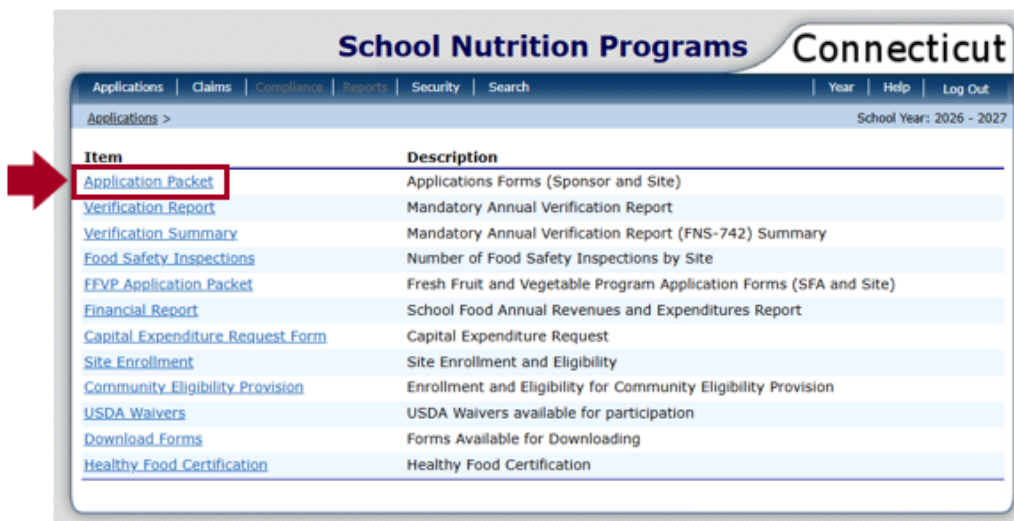 School Nutrition Programs Connecticut
Applications | Claims | Compliance | Reports | Security | Search | Year | Help | Log Out
Applications > School Year: 2026 - 2027
Item Description
Application Packet Applications Forms (Sponsor and Site)
Verification Report Mandatory Annual Verification Report
Verification Summary Mandatory Annual Verification Report (FNS-742) Summary
Food Safety Inspections Number of Food Safety Inspections by Site
FFVP Application Packet Fresh Fruit and Vegetable Program Application Forms (SFA and Site)
Financial Report School Food Annual Revenues and Expenditures Report
Capital Expenditure Request Form Capital Expenditure Request
Site Enrollment Site Enrollment and Eligibility
Community Eligibility Provision Enrollment and Eligibility for Community Eligibility Provision
USDA Waivers USDA Waivers available for participation
Download Forms Forms Available for Downloading
Healthy Food Certification Healthy Food Certification